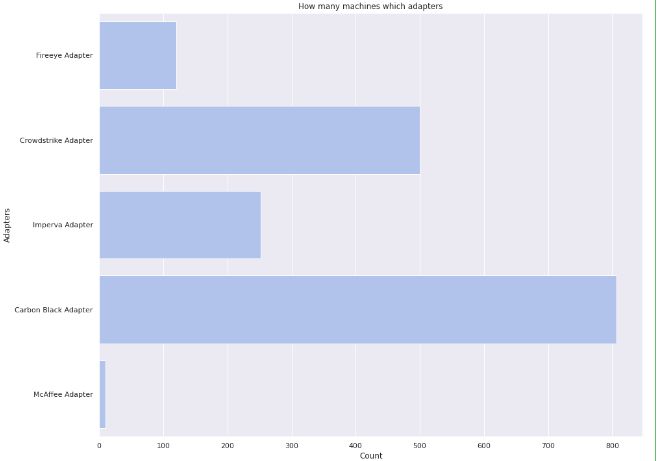 How many machines which adapters
Fireeye Adapter
Crowdstrike Adapter
Imperva Adapter
Carbon Black Adapter
McAffee Adapter
Adapters
0 100 200 300 400 500 600 700 800
Count